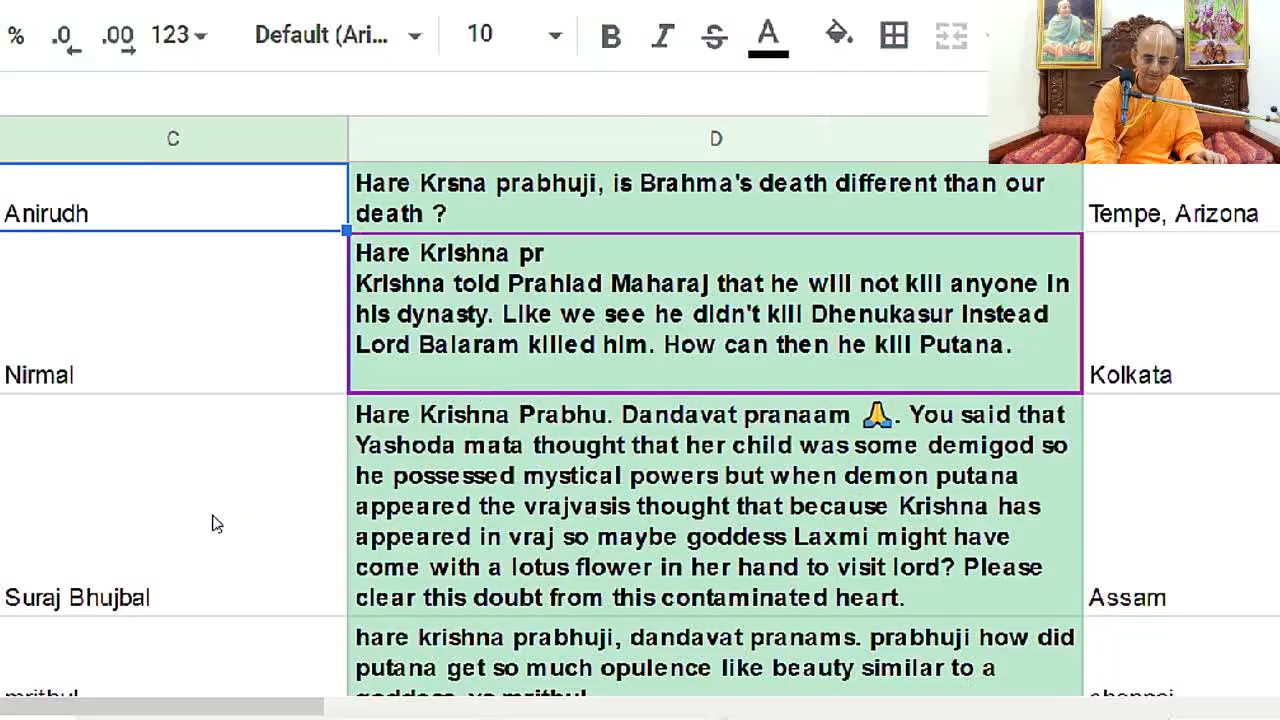 % .0 .00 123 Default (Ari... 10 B I S A
C D
Anirudh
Hare Krsna prabhuji, is Brahma's death different than our
death ?
Tempe, Arizona
Nirmal
Hare Krishna pr
Krishna told Prahlad Maharaj that he will not kill anyone in
his dynasty. Like we see he didn't kill Dhenukasur instead
Lord Balaram killed him. How can then he kill Putana.
Kolkata
Suraj Bhujbal
Hare Krishna Prabhu. Dandavat pranaam 🙏. You said that
Yashoda mata thought that her child was some demigod so
he possessed mystical powers but when demon putana
appeared the vrajvasis thought that because Krishna has
appeared in vraj so maybe goddess Laxmi might have
come with a lotus flower in her hand to visit lord? Please
clear this doubt from this contaminated heart.
Assam
hare krishna prabhuji, dandavat pranams. prabhuji how did
putana get so much opulence like beauty similar to a